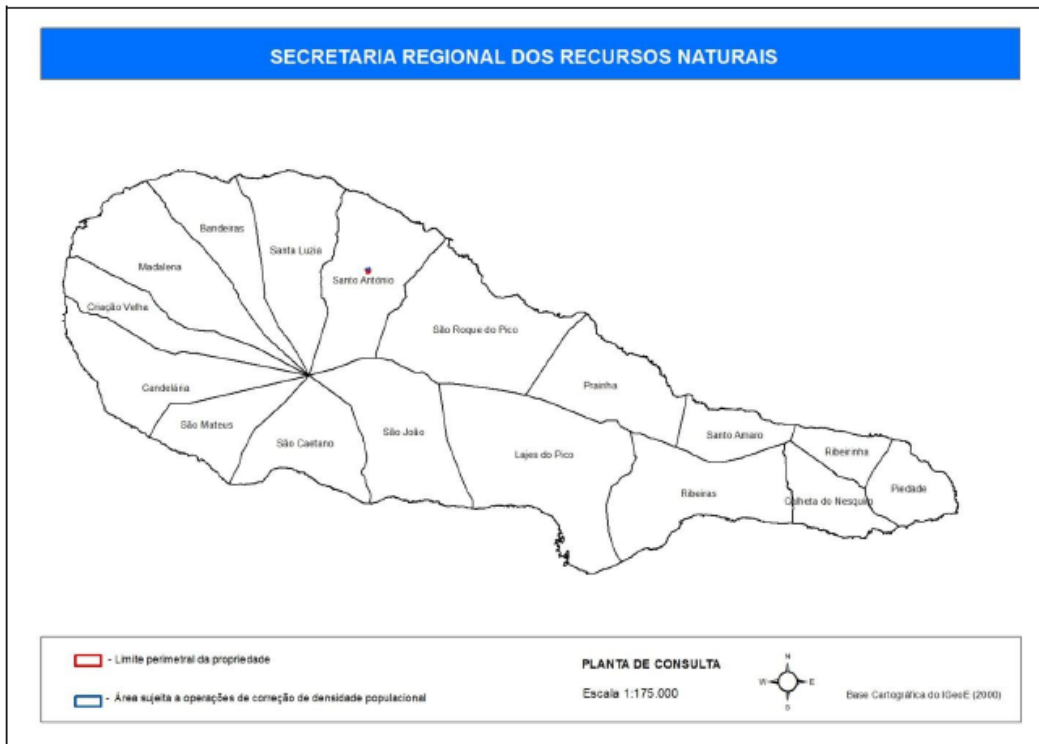 SECRETARIA REGIONAL DOS RECURSOS NATURAIS
Bandeiras
Santa Luzia
Madalena
Santo António
Criação Velha
São Roque do Pico
Candelária
Prainha
São Mateus
São Caetano
São João
Santo Amaro
Lajes do Pico
Ribeirinha
Ribeiras
Calheta do Nesquim
Piedade
- Limite perimetral da propriedade
- Área sujeita a operações de correção de densidade populacional
PLANTA DE CONSULTA
Escala 1:175.000
N
W
E
S
Base Cartográfica do IGeoE (2000)